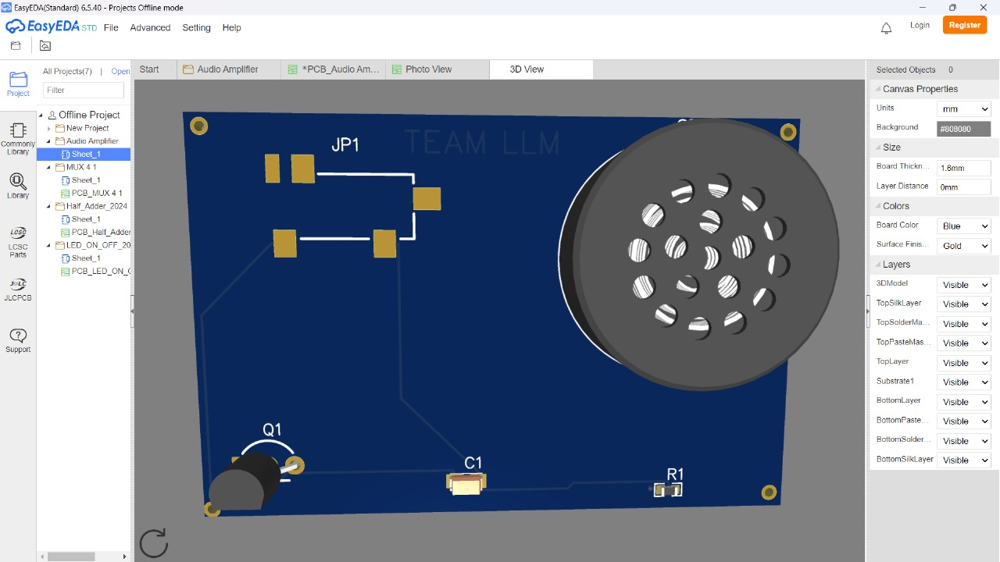 EasyEDA(Standard) 6.5.40 - Projects Offline mode
EasyEDA STD File Advanced Setting Help
Login Register
Project
Commonly Library
Library
LCSC Parts
JLCPCB
Support
All Projects(7) | Open
Filter
Offline Project
New Project
Audio Amplifier
Sheet_1
MUX 4 1
Sheet_1
PCB_MUX 4 1
Half_Adder_2024
Sheet_1
PCB_Half_Adder
LED_ON_OFF_20
Sheet_1
PCB_LED_ON_
Start Audio Amplifier *PCB_Audio Am... Photo View 3D View
JP1
TEAM LLM
Q1
C1
R1
Selected Objects 0
Canvas Properties
Units mm
Background #808080
Size
Board Thickn... 1.6mm
Layer Distance 0mm
Colors
Board Color Blue
Surface Finis... Gold
Layers
3DModel Visible
TopSilkLayer Visible
TopSolderMa... Visible
TopPasteMas... Visible
TopLayer Visible
Substrate1 Visible
BottomLayer Visible
BottomPaste... Visible
BottomSolder... Visible
BottomSilkLayer Visible